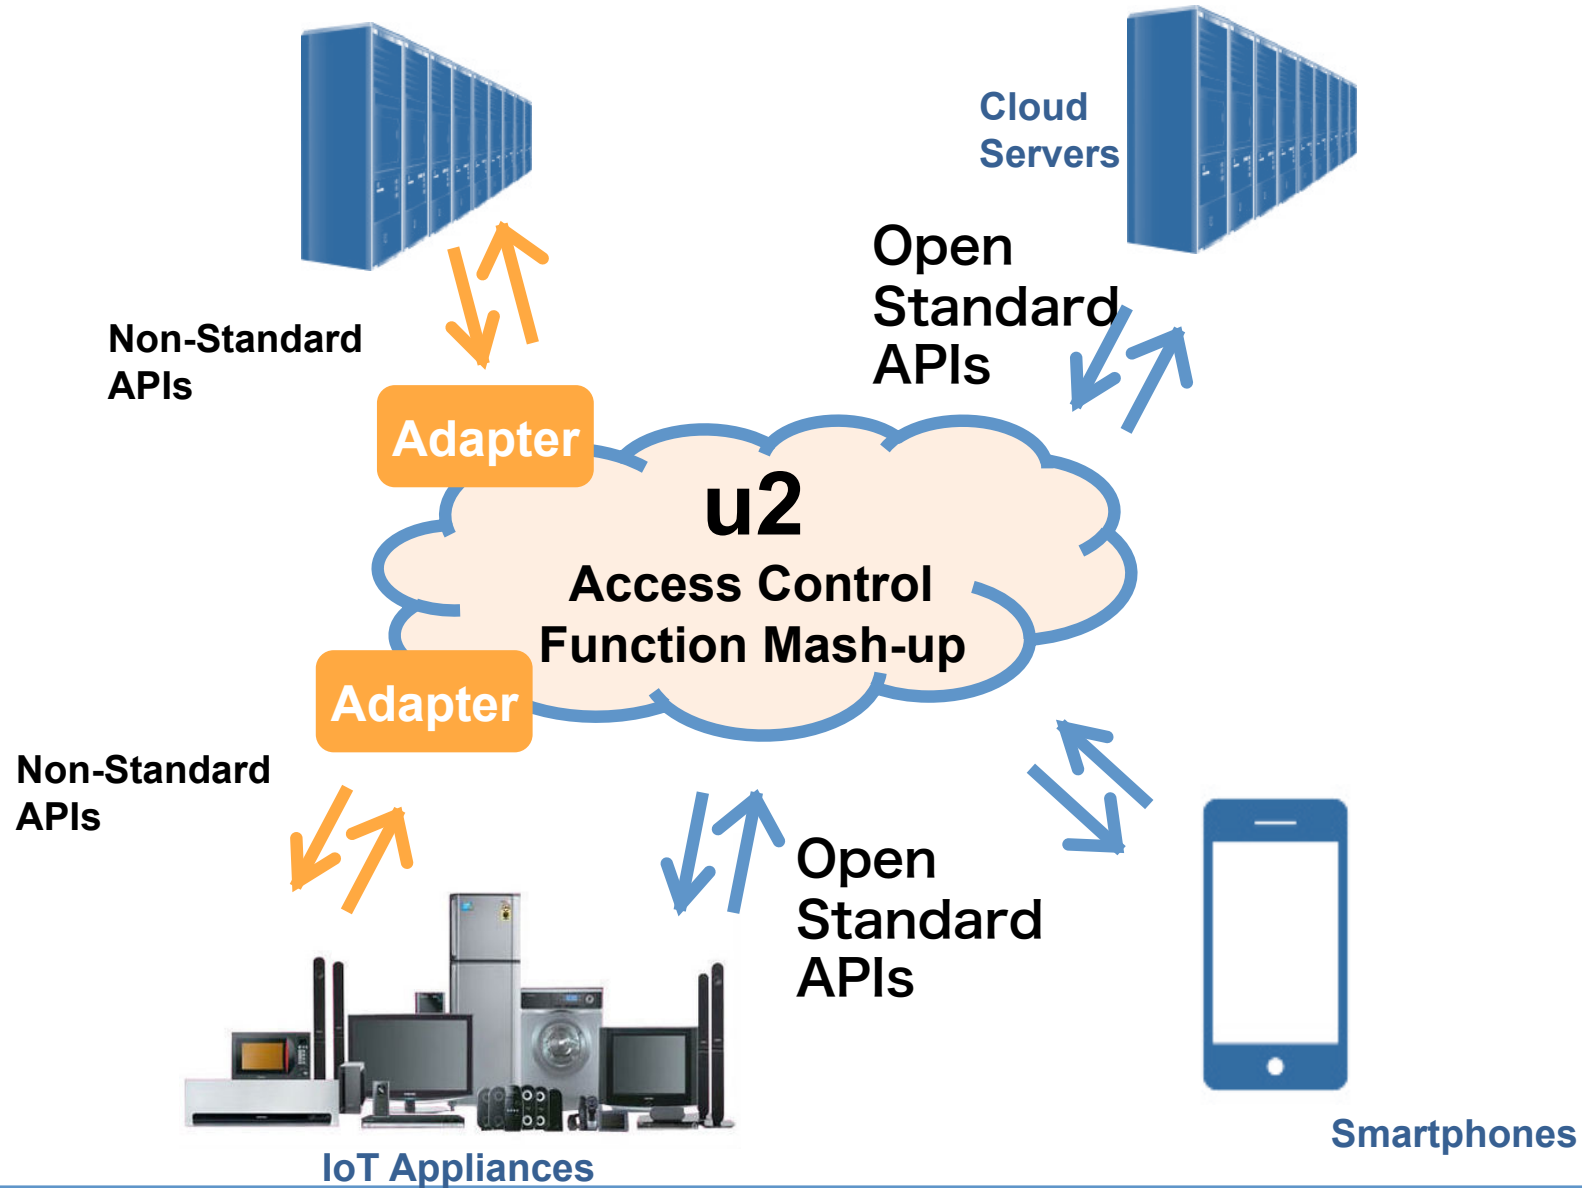 Cloud
Servers
Open
Standard
APIs
Non-Standard
APIs
Adapter
u2
Access Control
Function Mash-up
Adapter
Non-Standard
APIs
Open
Standard
APIs
Smartphones
IoT Appliances